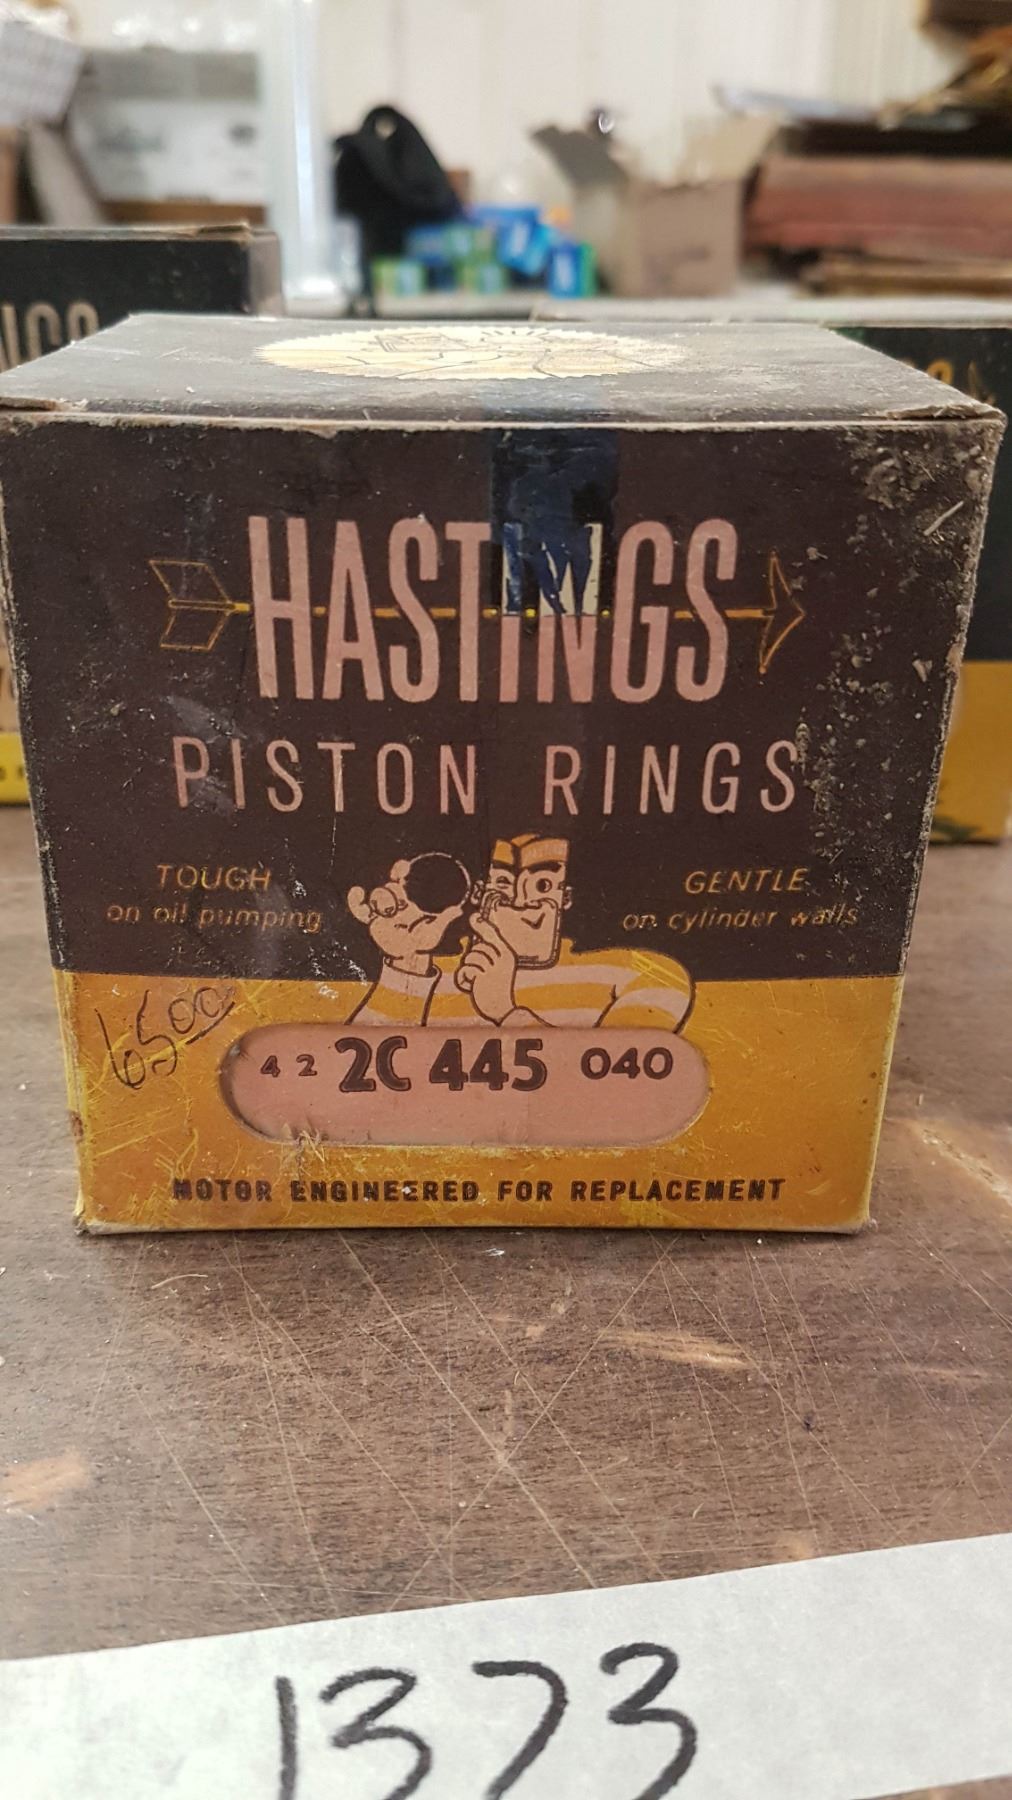 HASTINGS
PISTON RINGS
TOUGH
on oil pumping
GENTLE
on cylinder walls
HASTINGS
6500
4 2 2C 445 040
MOTOR ENGINEERED FOR REPLACEMENT
1373